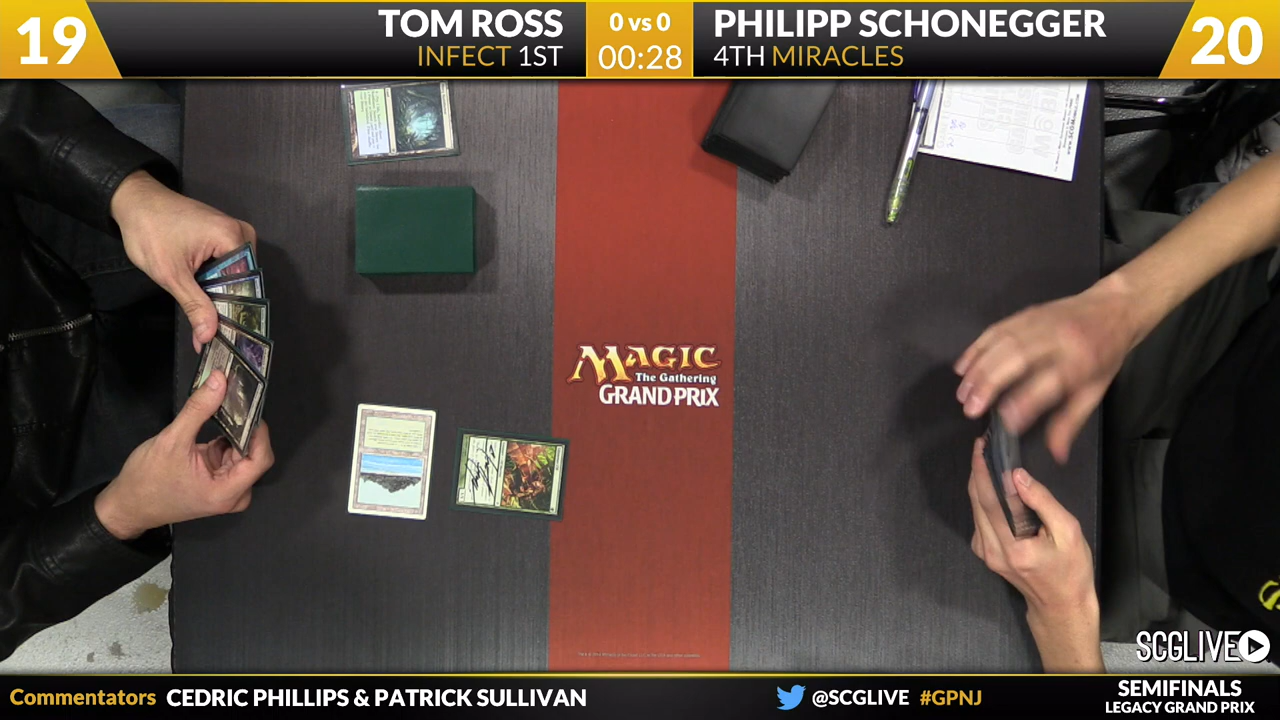 19
TOM ROSS
INFECT 1ST
0 vs 0
00:28
PHILIPP SCHONEGGER
4TH MIRACLES
20
MAGIC
The Gathering
GRAND PRIX
SCGLIVE
Commentators CEDRIC PHILLIPS & PATRICK SULLIVAN
@SCGLIVE #GPNJ
SEMIFINALS
LEGACY GRAND PRIX